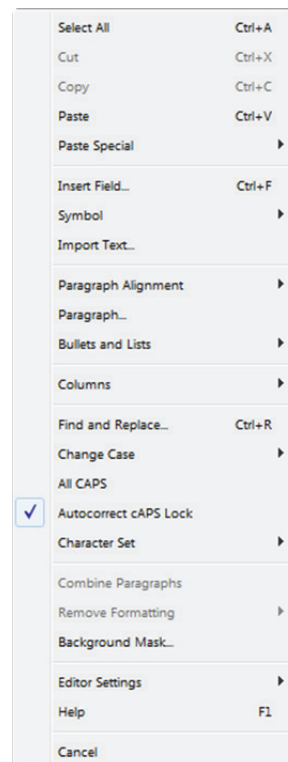 Select All Ctrl+A
Cut Ctrl+X
Copy Ctrl+C
Paste Ctrl+V
Paste Special
Insert Field... Ctrl+F
Symbol
Import Text...
Paragraph Alignment
Paragraph...
Bullets and Lists
Columns
Find and Replace... Ctrl+R
Change Case
All CAPS
Autocorrect cAPS Lock
Character Set
Combine Paragraphs
Remove Formatting
Background Mask...
Editor Settings
Help F1
Cancel